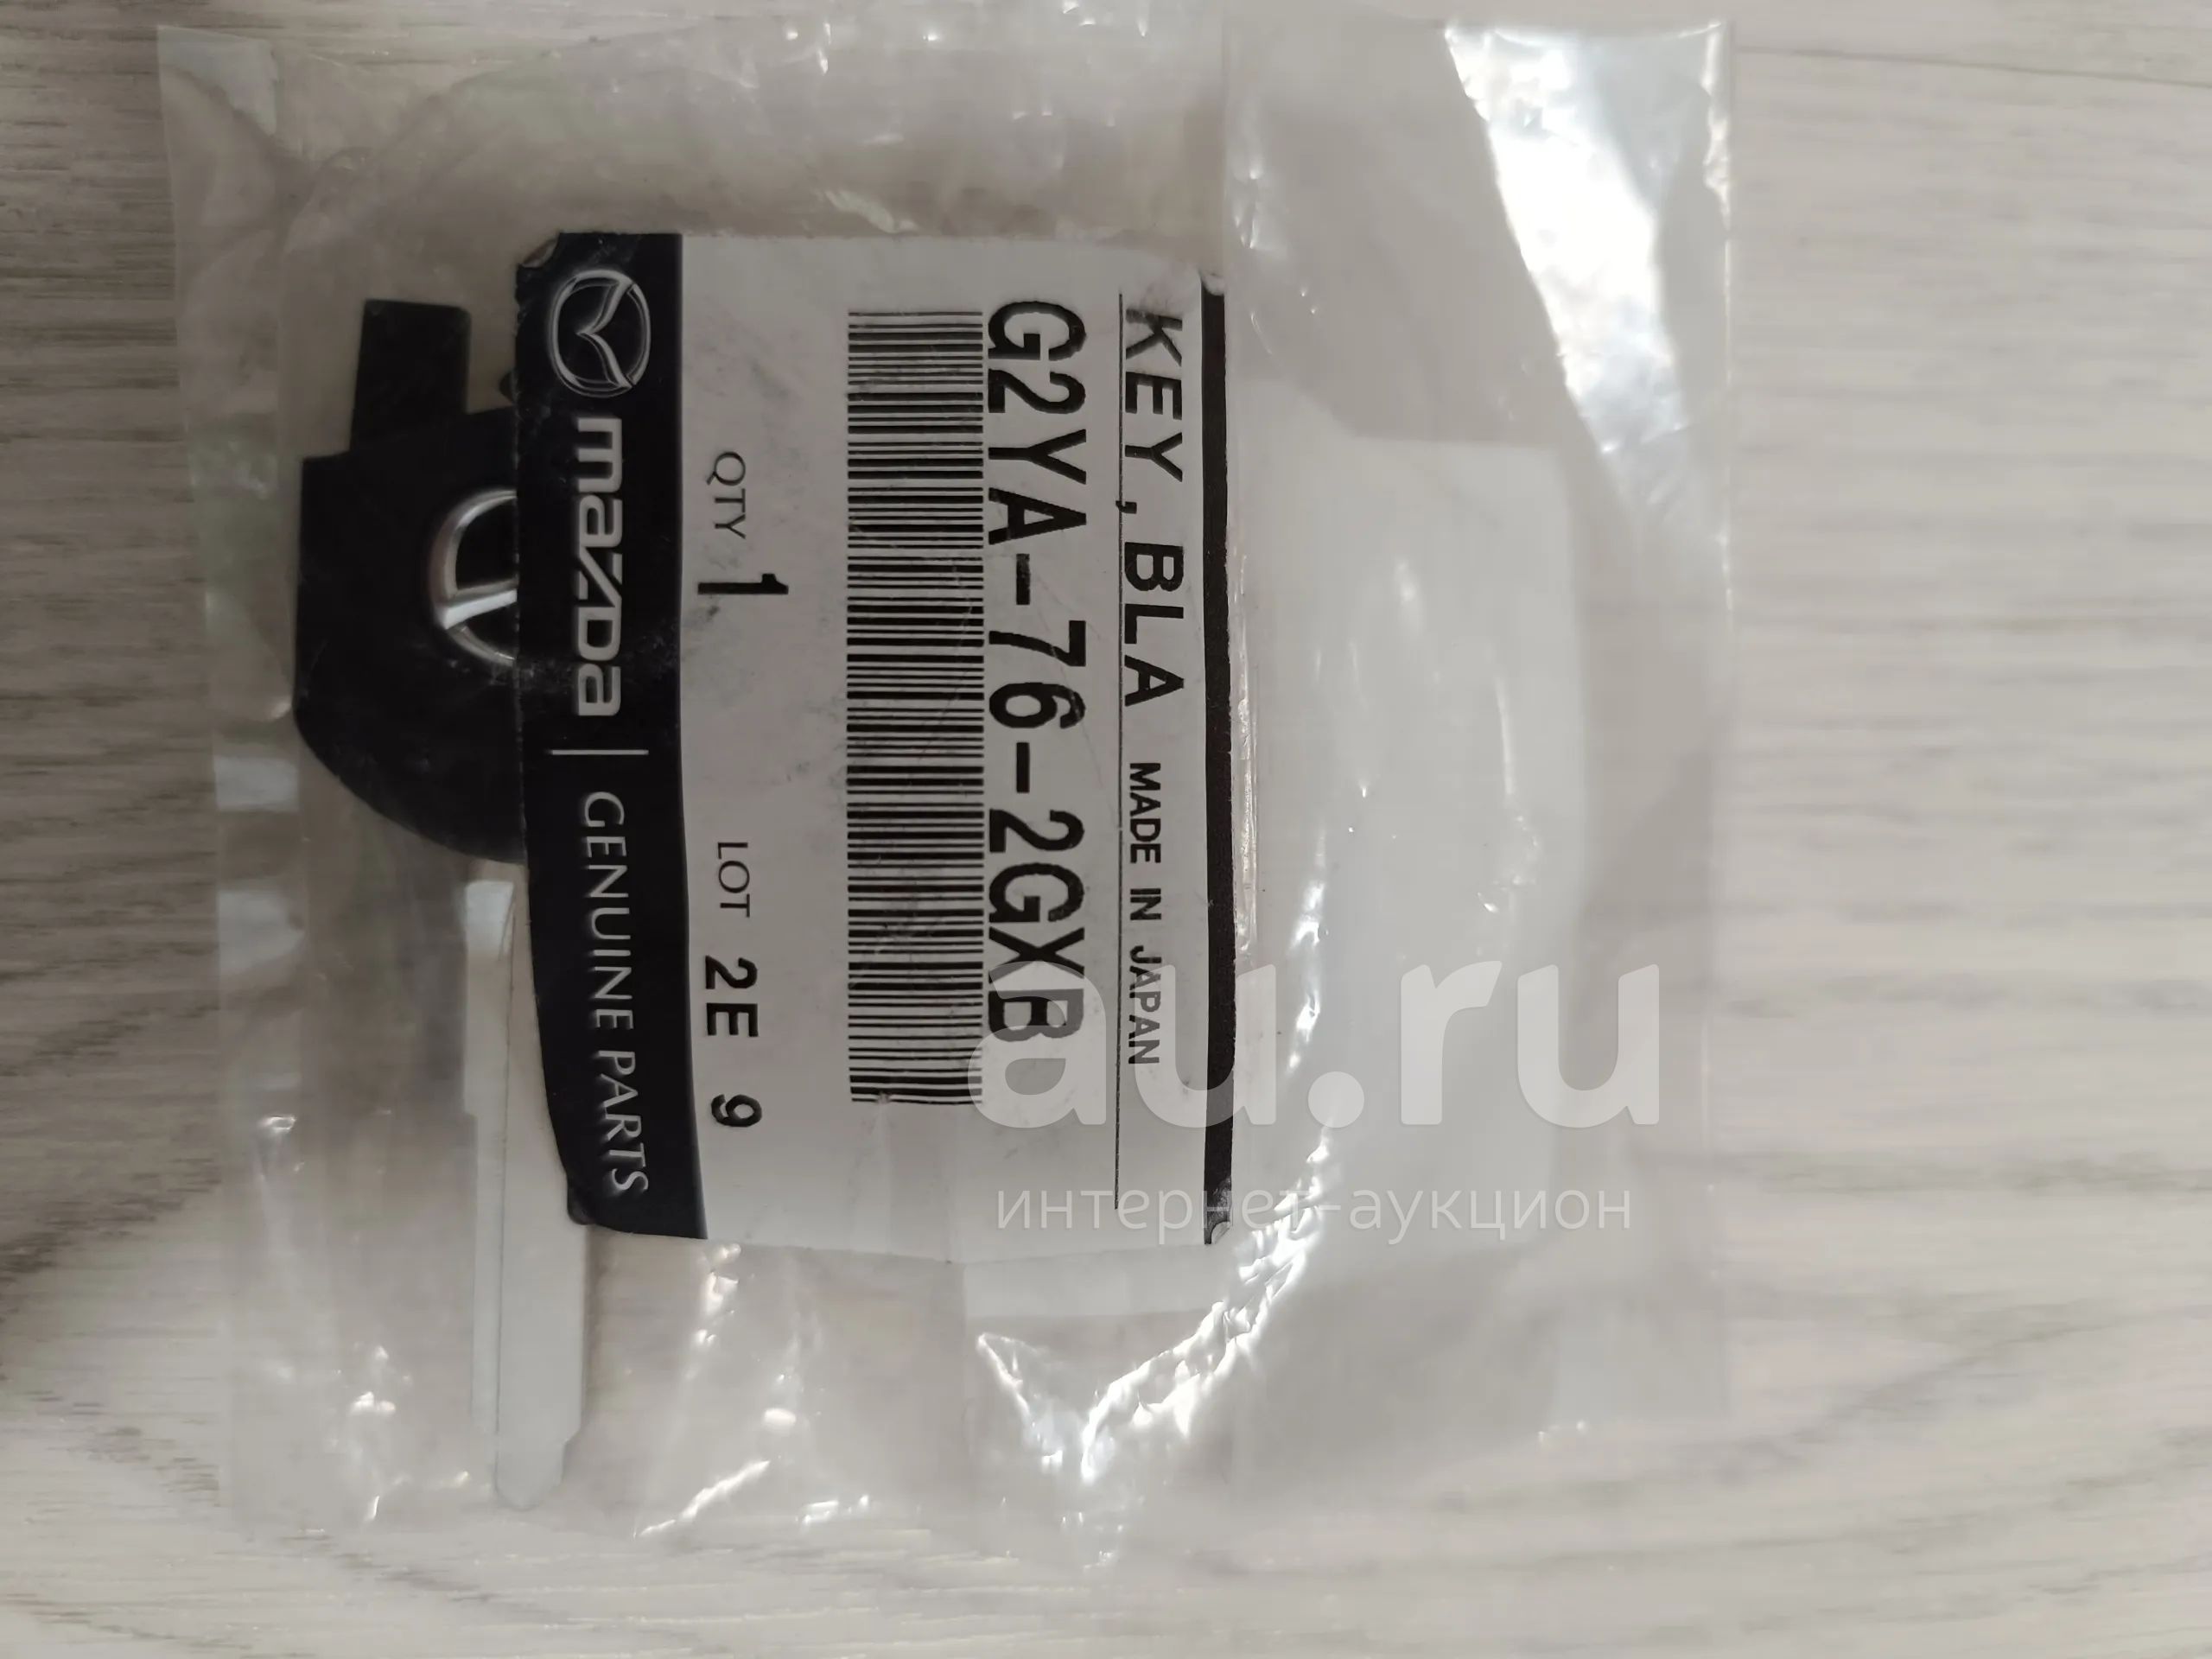 KEY,BLA MADE IN JAPAN
G2YA-76-2GXB
QTY 1 LOT 2E 9
mazda | GENUINE PARTS
au.ru
интернет-аукцион